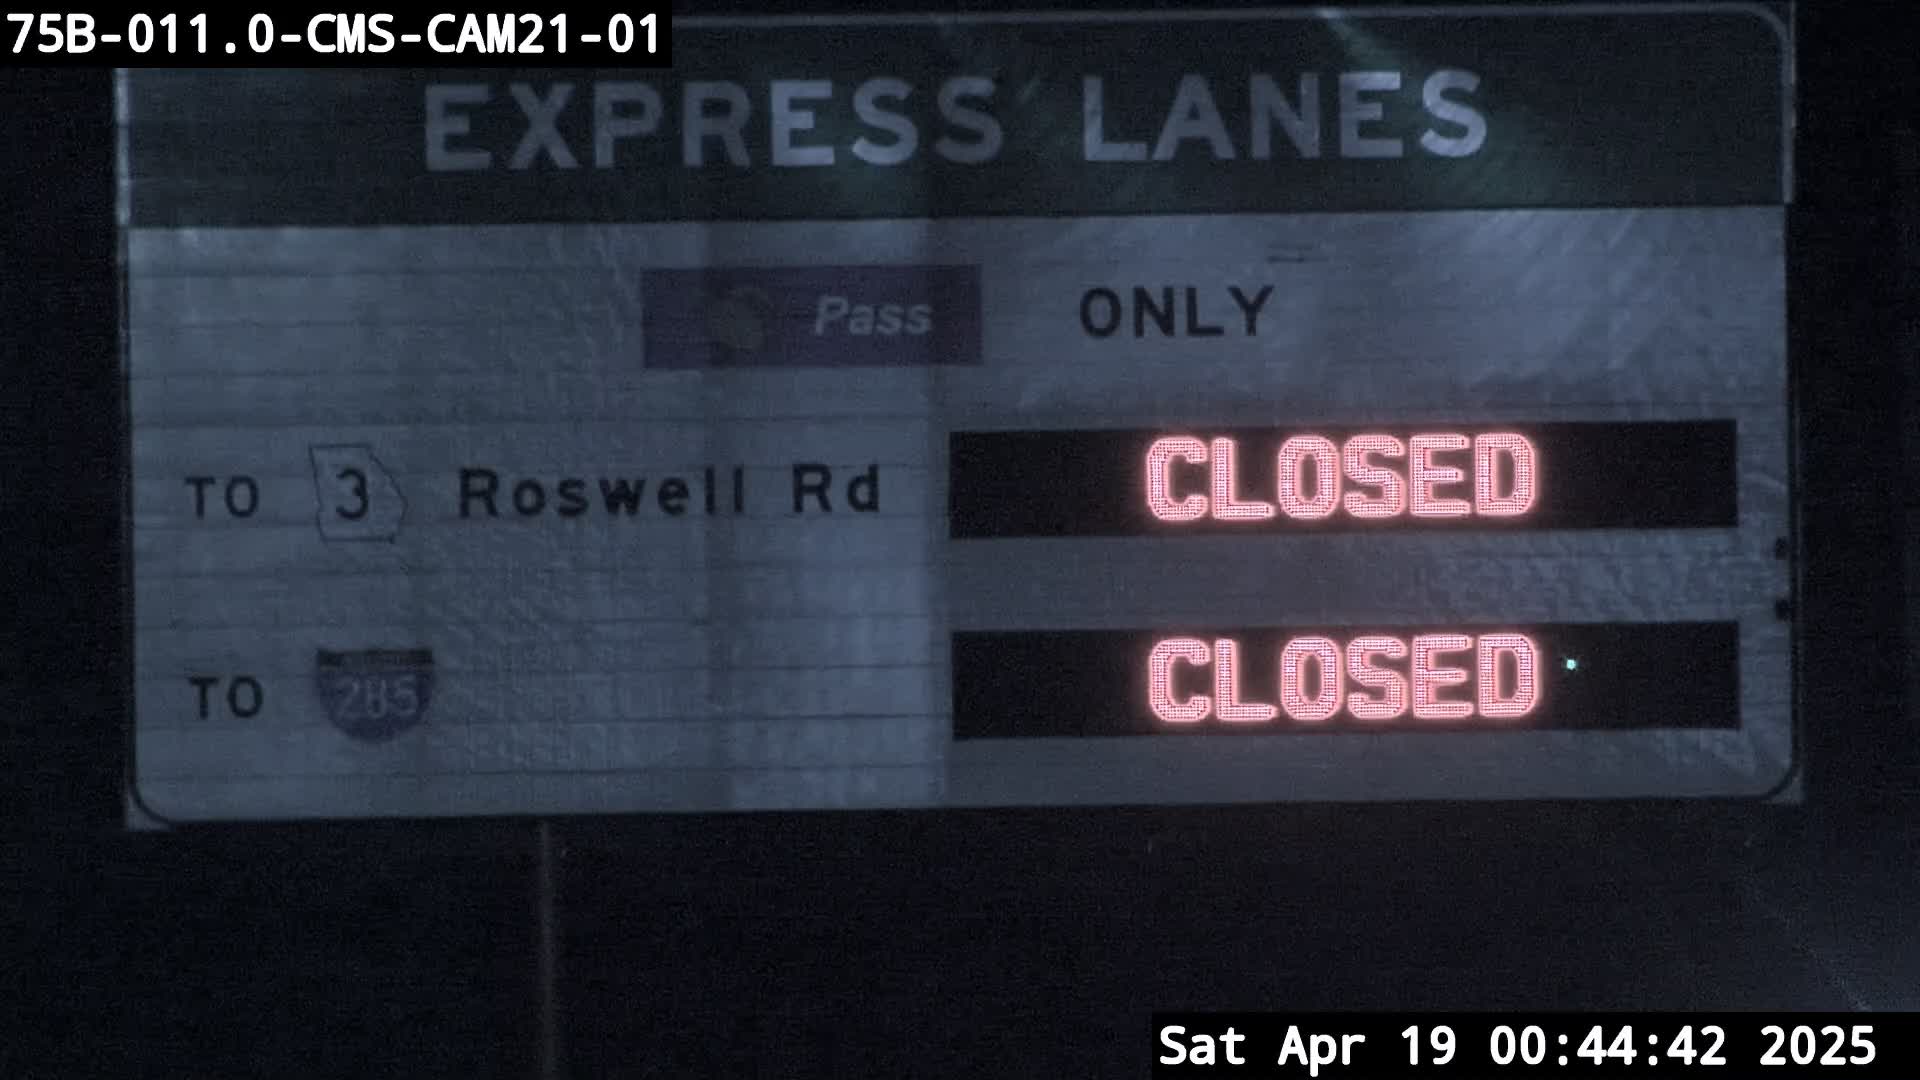 75B-011.0-CMS-CAM21-01
EXPRESS LANES
Pass ONLY
TO 3 Roswell Rd CLOSED
TO 285 CLOSED
Sat Apr 19 00:44:42 2025